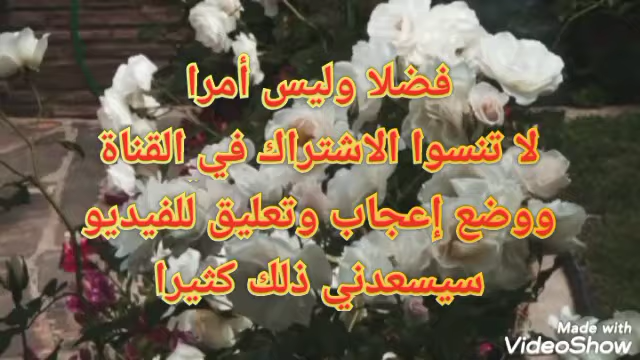 فضلا وليس أمرا
لا تنسوا الاشتراك في القناة
ووضع إعجاب وتعليق للفيديو
سيسعدني ذلك كثيرا
Made with
VideoShow